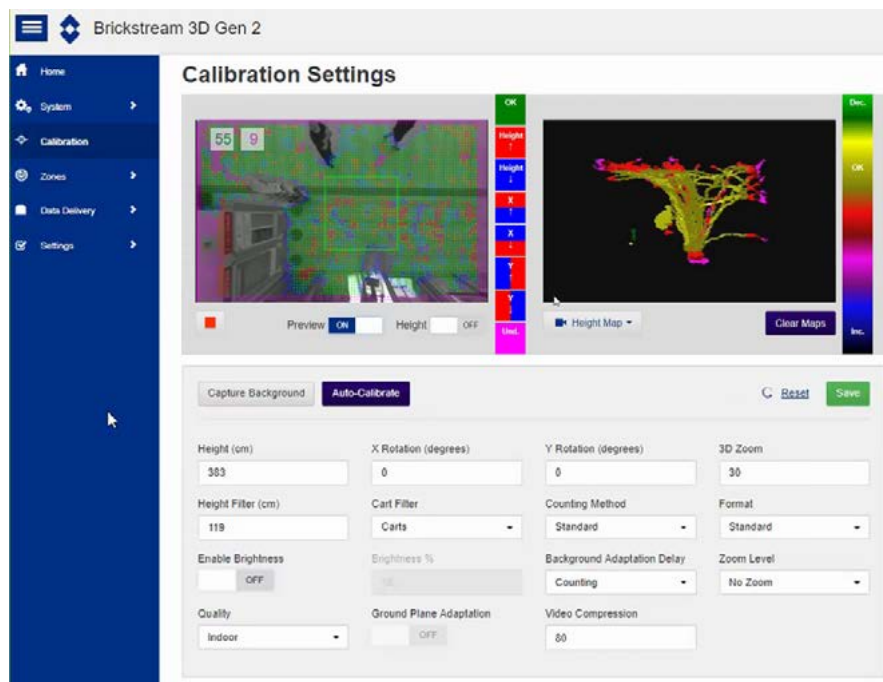 Brickstream 3D Gen 2
Home
System
Calibration
Zones
Data Delivery
Settings
Calibration Settings
55 9
OK
Height
↑
Height
↓
X
↑
X
↓
Y
↑
Y
↓
Und.
Dec.
OK
Inc.
Preview ON Height OFF
Height Map
Clear Maps
Capture Background Auto-Calibrate Reset Save
Height (cm) X Rotation (degrees) Y Rotation (degrees) 3D Zoom
383 0 0 30
Height Filter (cm) Cart Filter Counting Method Format
119 Carts Standard Standard
Enable Brightness Brightness % Background Adaptation Delay Zoom Level
OFF Counting No Zoom
Quality Ground Plane Adaptation Video Compression
Indoor OFF 80